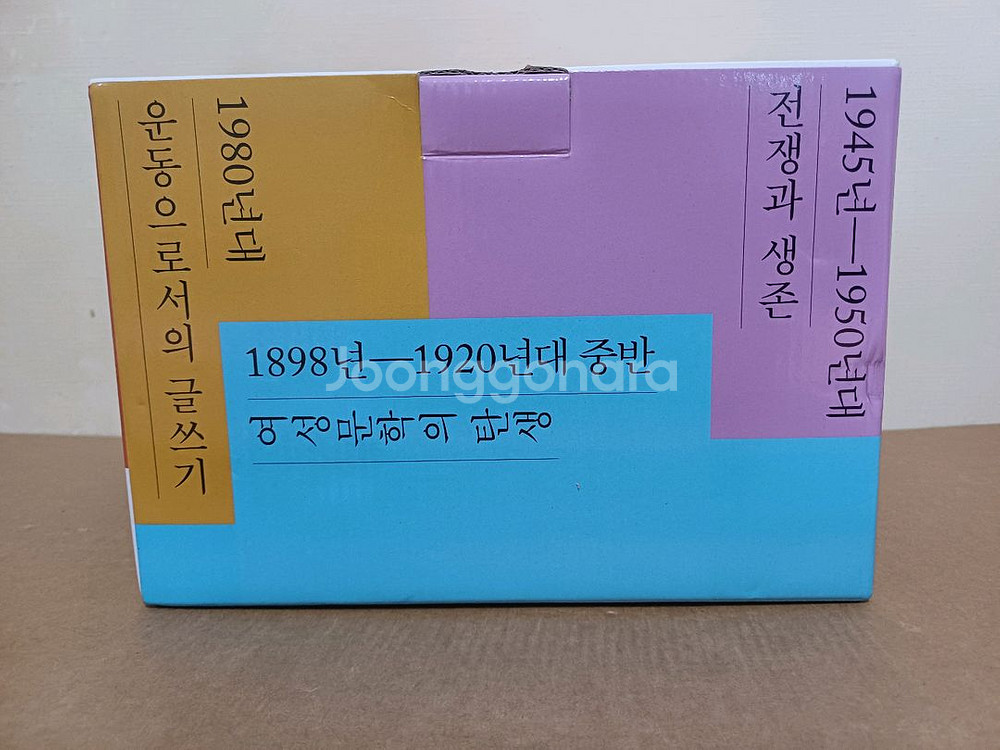 1980년대
운동으로서의 글쓰기
1945년—1950년대
전쟁과 생존
1898년—1920년대 중반
여성문학의 탄생
Joonggonara